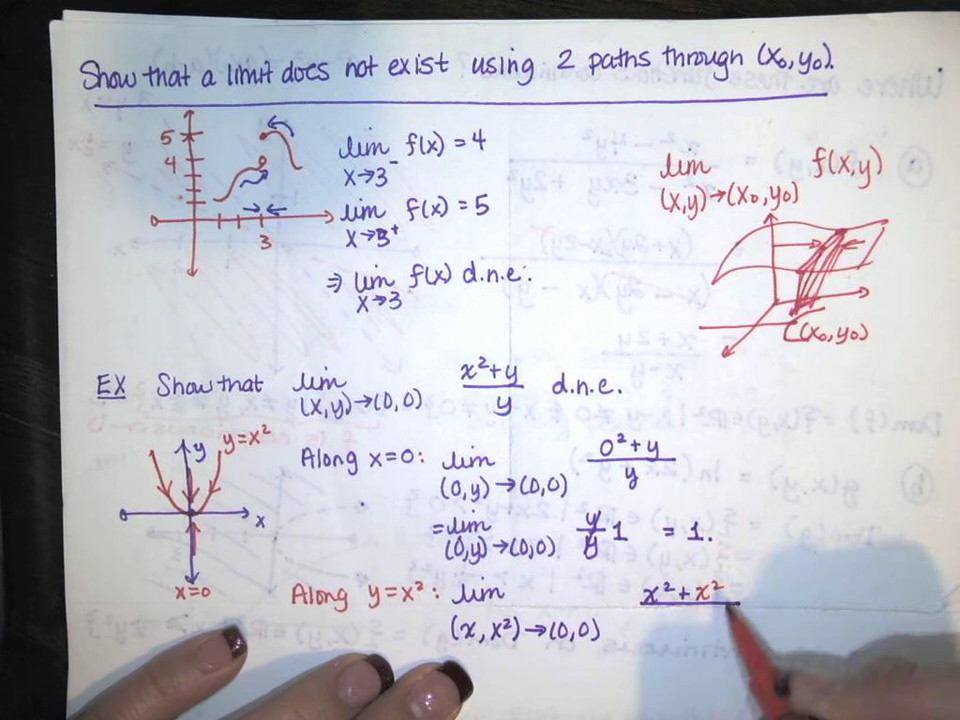 Show that a limit does not exist using 2 paths through (x₀,y₀).
5
4
3
lim f(x) = 4
x→3⁻
lim f(x) = 5
x→3⁺
⇒ lim f(x) d.n.e.
x→3
lim f(x,y)
(x,y)→(x₀,y₀)
(x₀,y₀)
EX Show that lim x²+y / y d.n.e.
(x,y)→(0,0)
y=x²
y
x
x=0
Along x=0: lim 0²+y / y
(0,y)→(0,0)
=lim y/y 1 = 1.
(0,y)→(0,0)
Along y=x²: lim x²+x²
(x,x²)→(0,0)